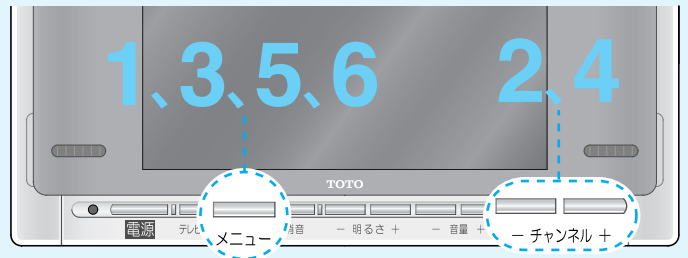 1、3、5、6
2、4
TOTO
電源
テレビ
メニュー
消音
− 明るさ +
− 音量 +
− チャンネル +